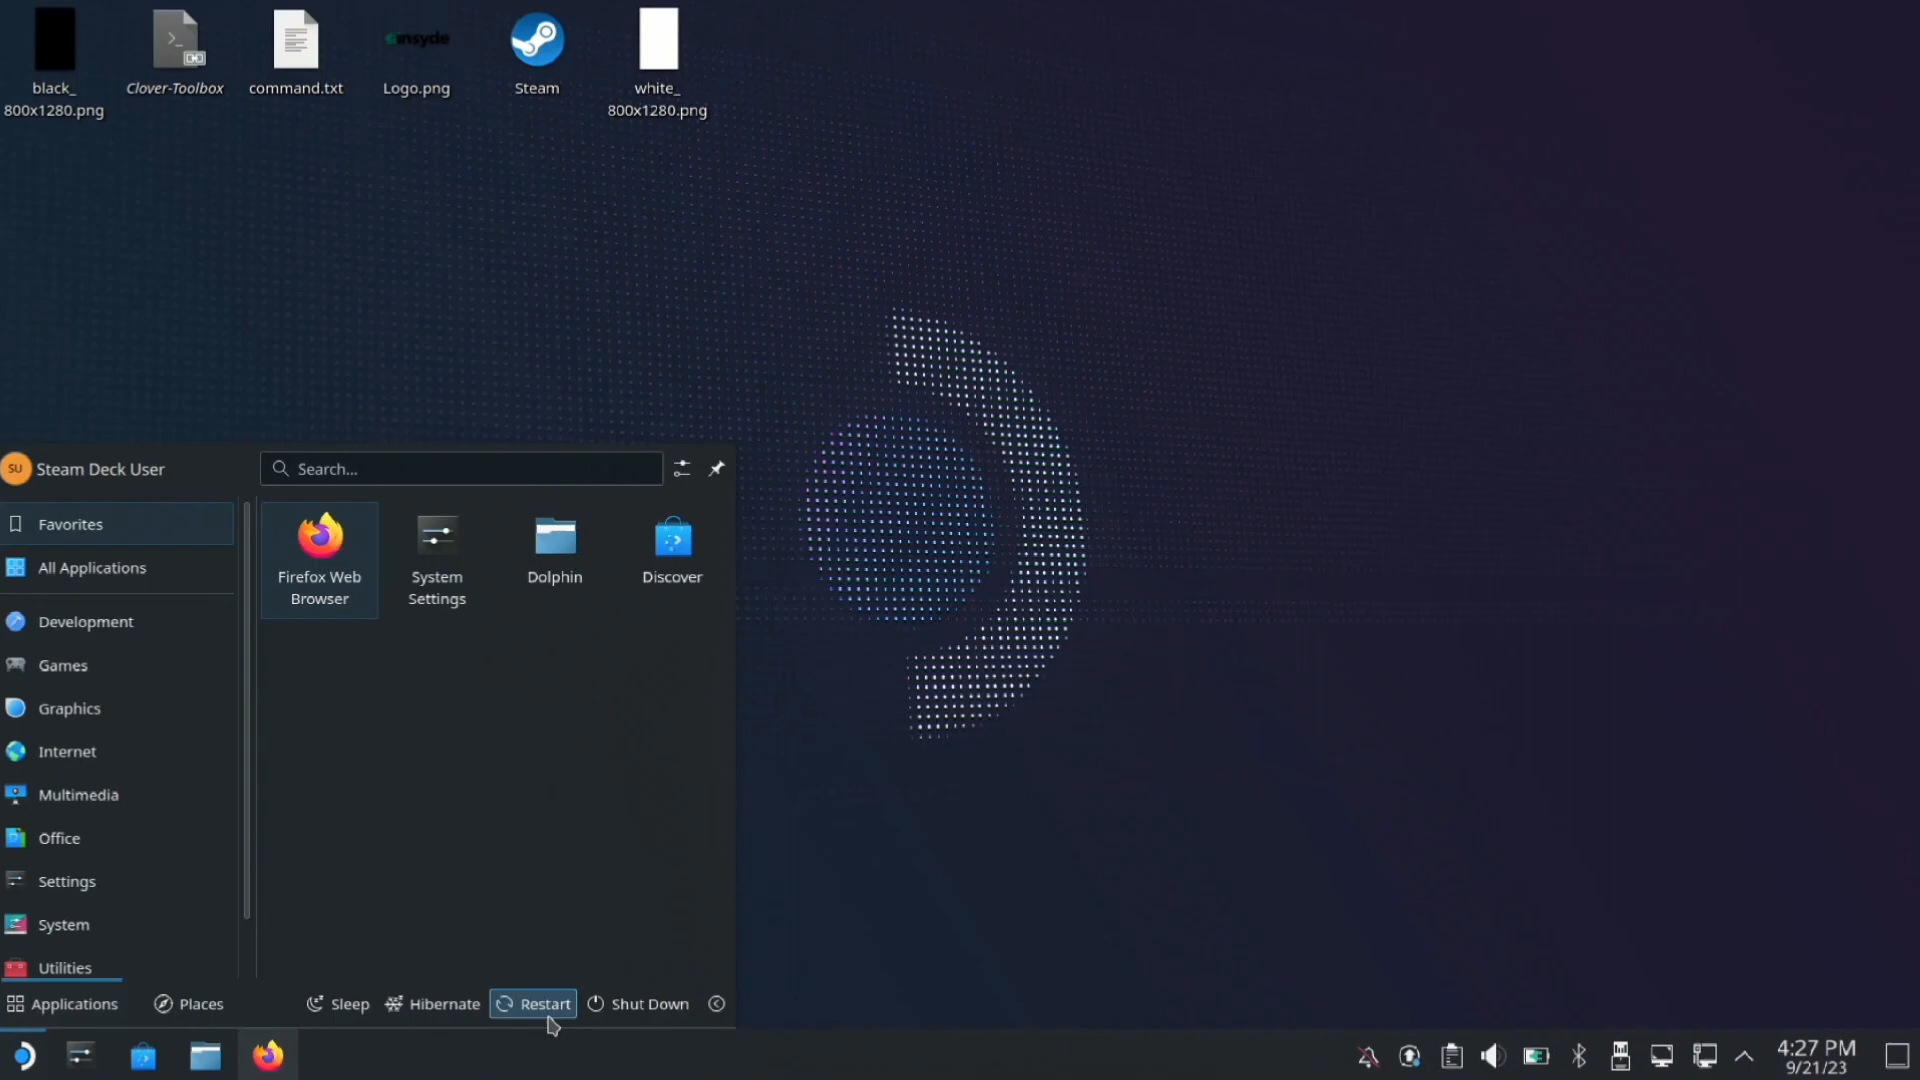 black_
800x1280.png
Clover-Toolbox
command.txt
insyde
Logo.png
Steam
white_
800x1280.png
SU
Steam Deck User
Search...
Favorites
All Applications
Development
Games
Graphics
Internet
Multimedia
Office
Settings
System
Utilities
Firefox Web
Browser
System
Settings
Dolphin
Discover
Applications
Places
Sleep
Hibernate
Restart
Shut Down
4:27 PM
9/21/23